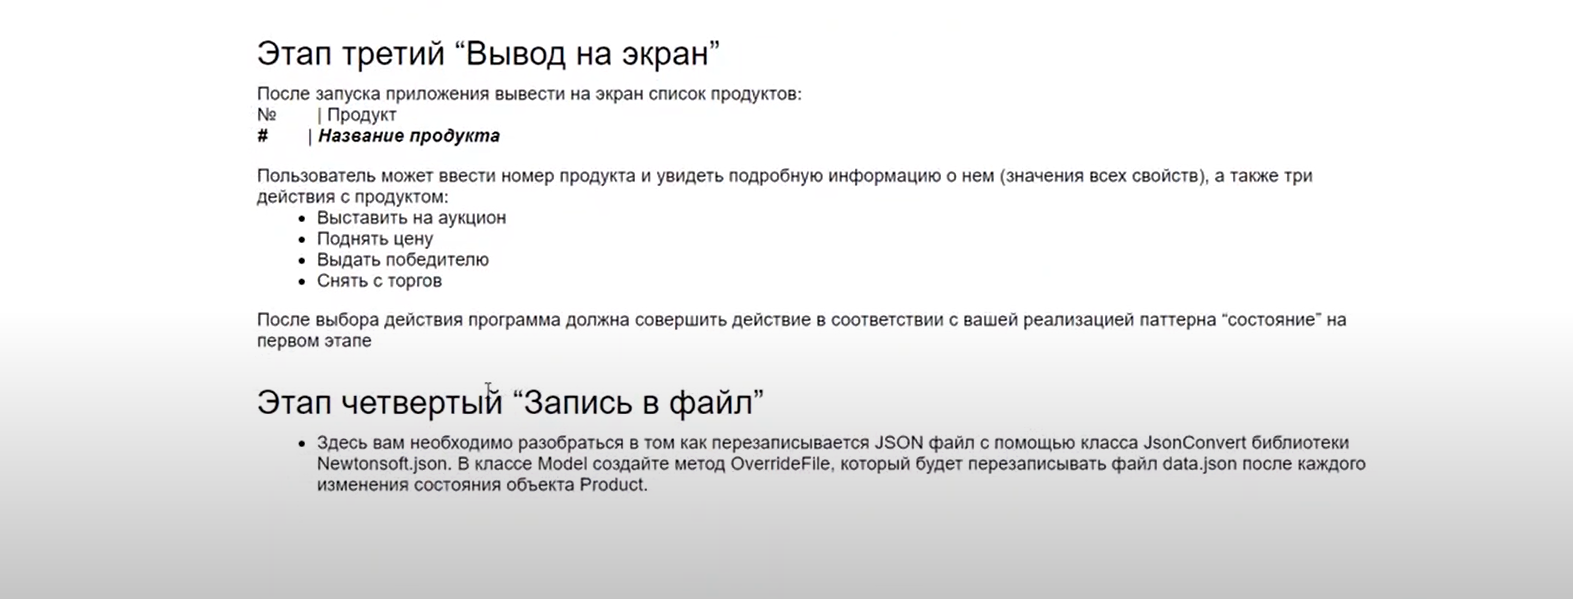 Этап третий “Вывод на экран”
После запуска приложения вывести на экран список продуктов:
№ | Продукт
# | Название продукта
Пользователь может ввести номер продукта и увидеть подробную информацию о нем (значения всех свойств), а также три
действия с продуктом:
• Выставить на аукцион
• Поднять цену
• Выдать победителю
• Снять с торгов
После выбора действия программа должна совершить действие в соответствии с вашей реализацией паттерна “состояние” на
первом этапе
Этап четвертый “Запись в файл”
• Здесь вам необходимо разобраться в том как перезаписывается JSON файл с помощью класса JsonConvert библиотеки
Newtonsoft.json. В классе Model создайте метод OverrideFile, который будет перезаписывать файл data.json после каждого
изменения состояния объекта Product.